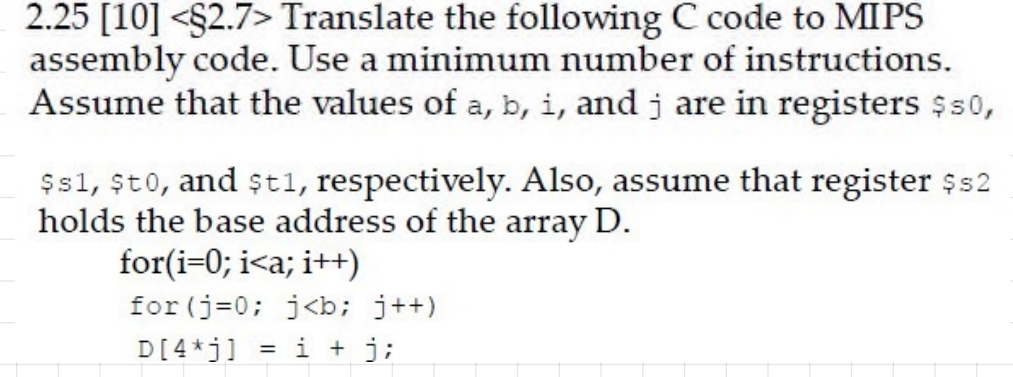 2.25 [10] <§2.7> Translate the following C code to MIPS
assembly code. Use a minimum number of instructions.
Assume that the values of a, b, i, and j are in registers $s0,
$s1, $t0, and $t1, respectively. Also, assume that register $s2
holds the base address of the array D.
for(i=0; i<a; i++)
for(j=0; j<b; j++)
D[4*j] = i + j;